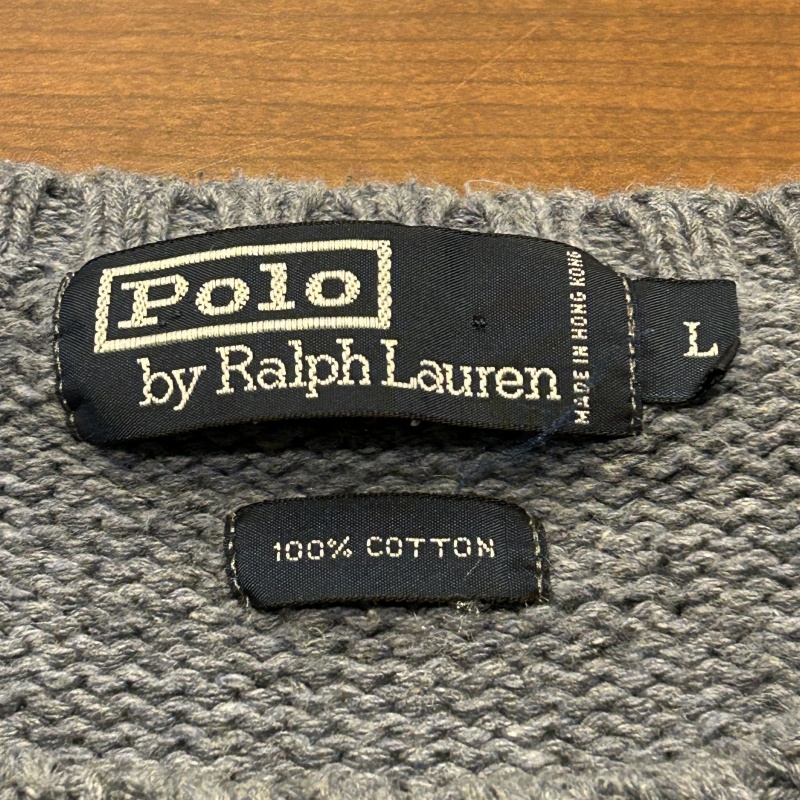 Polo
by Ralph Lauren
MADE IN HONG KONG
L
100% COTTON